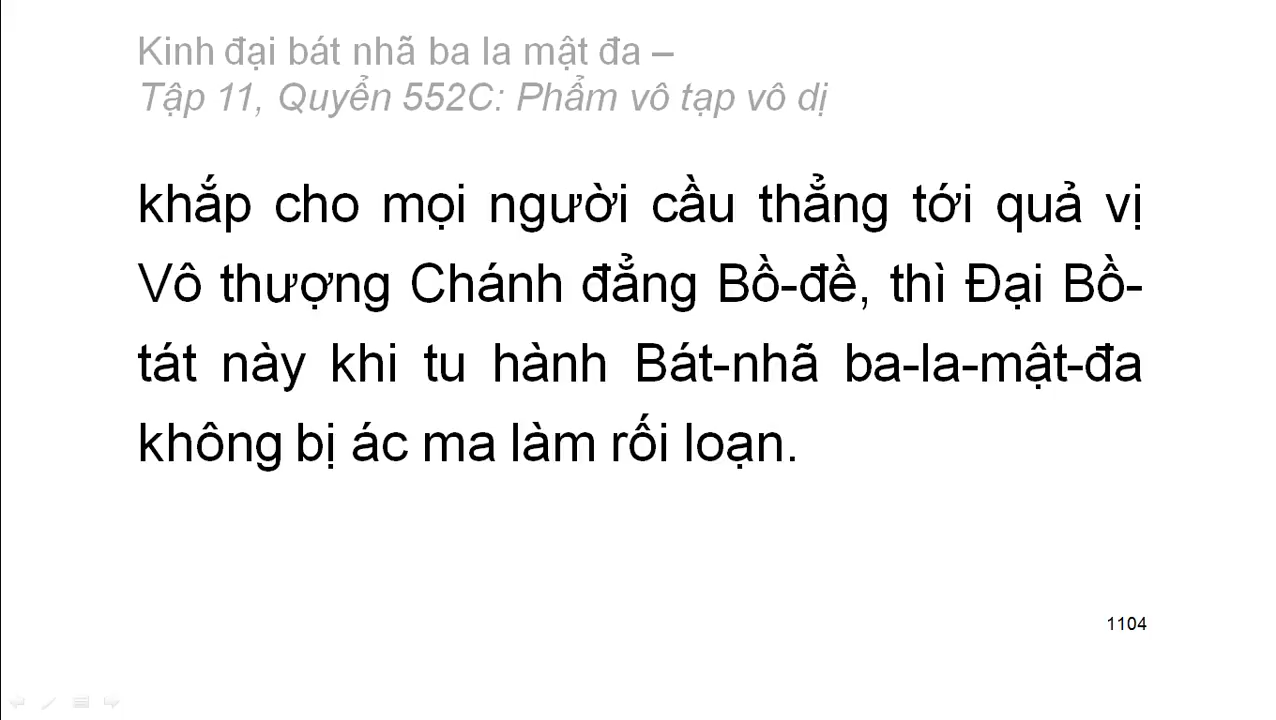 Kinh đại bát nhã ba la mật đa –
Tập 11, Quyển 552C: Phẩm vô tạp vô dị
khắp cho mọi người cầu thẳng tới quả vị
Vô thượng Chánh đẳng Bồ-đề, thì Đại Bồ-
tát này khi tu hành Bát-nhã ba-la-mật-đa
không bị ác ma làm rối loạn.
1104